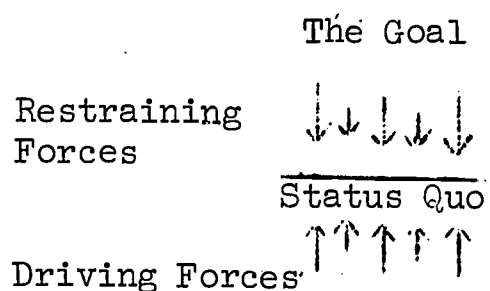 The Goal
Restraining
Forces
Status Quo
Driving Forces